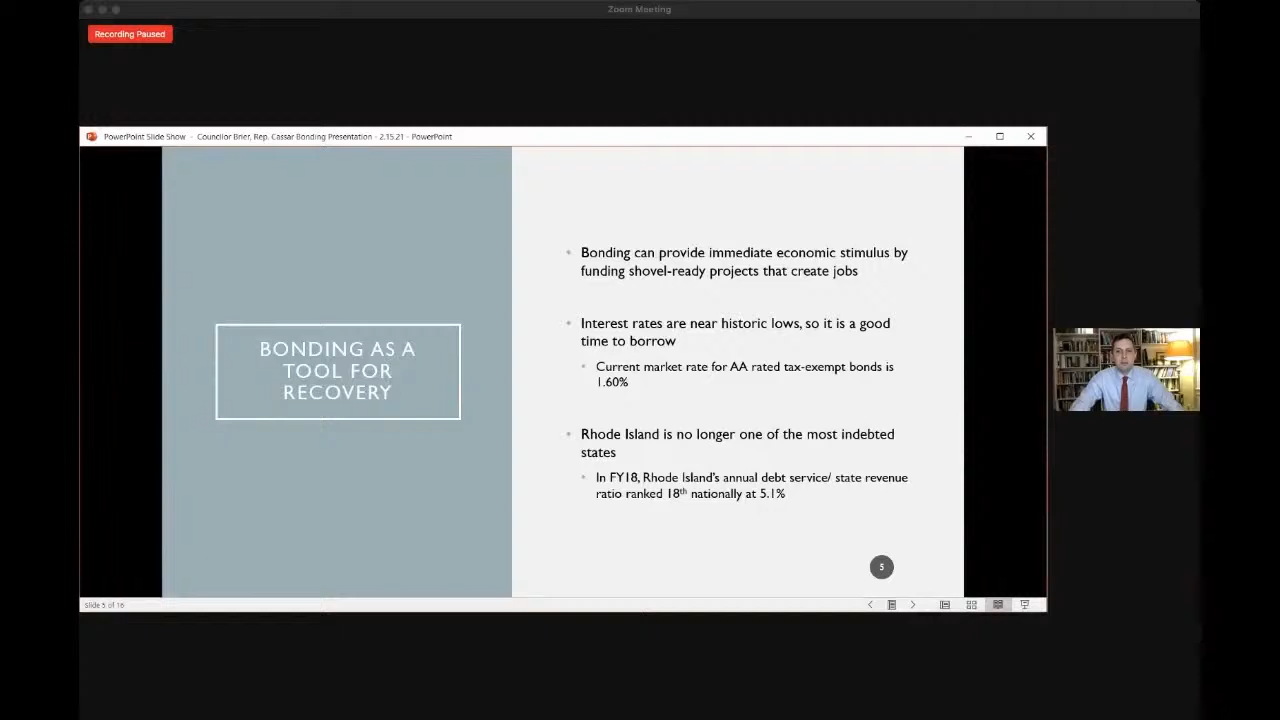 Zoom Meeting
Recording Paused
PowerPoint Slide Show - Councilor Brier, Rep. Cassar Bonding Presentation - 2.15.21 - PowerPoint
BONDING AS A
TOOL FOR
RECOVERY
• Bonding can provide immediate economic stimulus by
funding shovel-ready projects that create jobs
• Interest rates are near historic lows, so it is a good
time to borrow
• Current market rate for AA rated tax-exempt bonds is
1.60%
• Rhode Island is no longer one of the most indebted
states
• In FY18, Rhode Island's annual debt service/ state revenue
ratio ranked 18th nationally at 5.1%
5
Slide 5 of 16